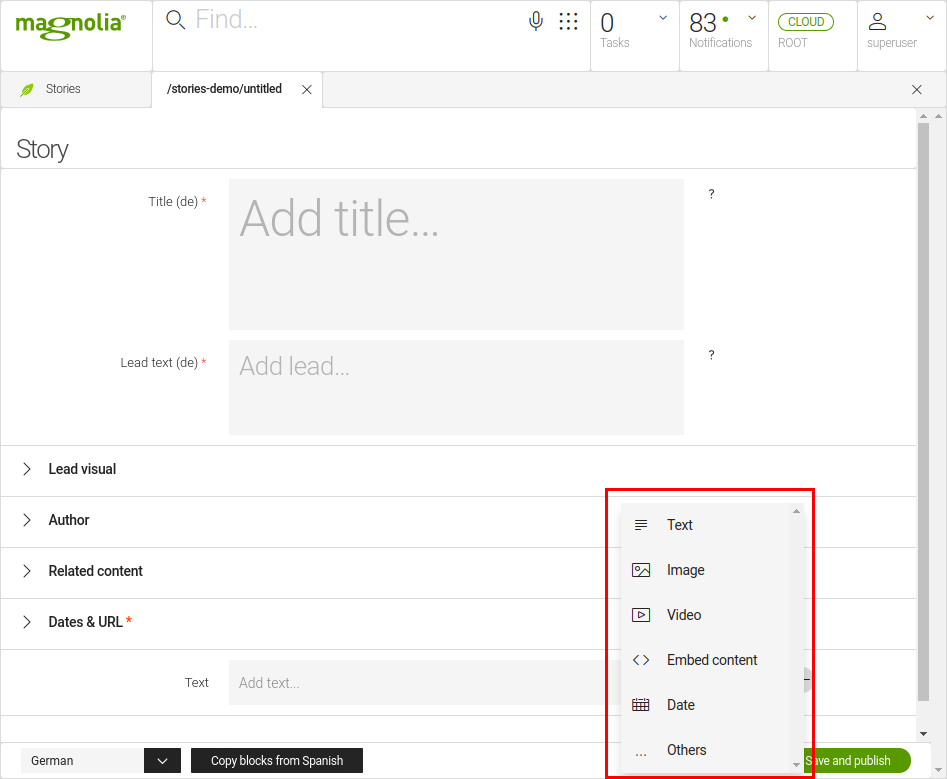 magnolia®
Find...
0
Tasks
83
Notifications
CLOUD
ROOT
superuser
Stories
/stories-demo/untitled
Story
Title (de) *
Add title...
?
Lead text (de) *
Add lead...
?
Lead visual
Author
Related content
Dates & URL *
Text
Add text...
Text
Image
Video
Embed content
Date
... Others
German
Copy blocks from Spanish
Save and publish